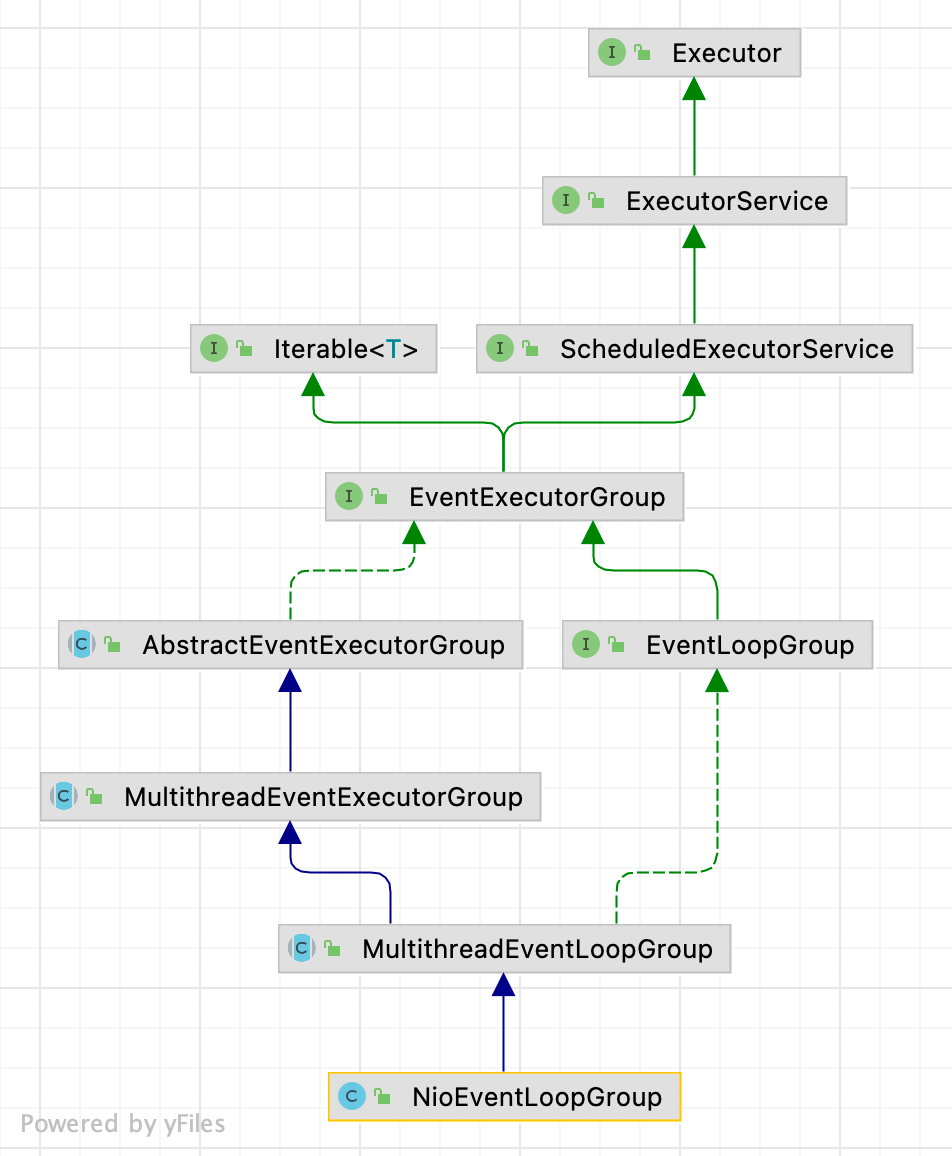 I Executor
I ExecutorService
I Iterable<T>
I ScheduledExecutorService
I EventExecutorGroup
C AbstractEventExecutorGroup
I EventLoopGroup
C MultithreadEventExecutorGroup
C MultithreadEventLoopGroup
C NioEventLoopGroup
Powered by yFiles